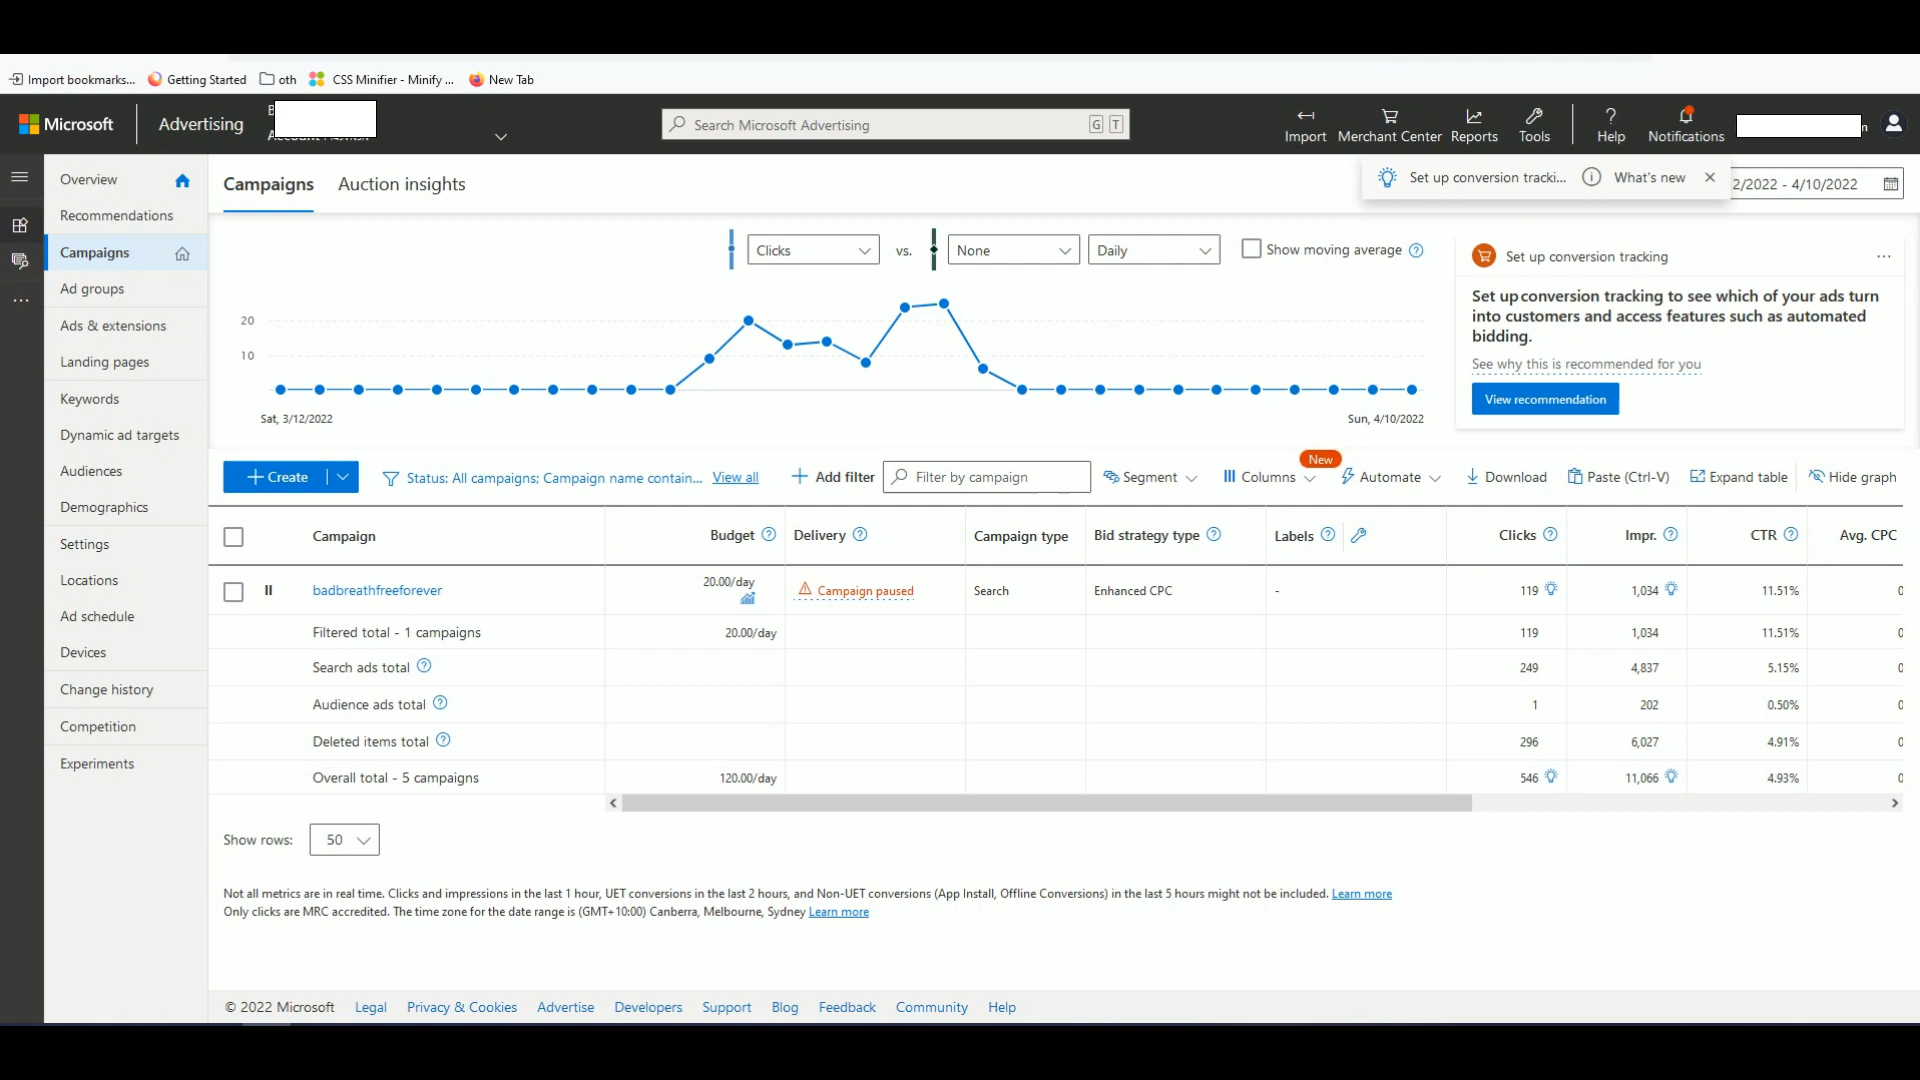 Import bookmarks... Getting Started oth CSS Minifier - Minify ... New Tab
Microsoft Advertising Search Microsoft Advertising G T Import Merchant Center Reports Tools Help Notifications
Overview
Recommendations
Campaigns
Ad groups
Ads & extensions
Landing pages
Keywords
Dynamic ad targets
Audiences
Demographics
Settings
Locations
Ad schedule
Devices
Change history
Competition
Experiments
Campaigns Auction insights
Set up conversion tracki... What's new 2/2022 - 4/10/2022
Clicks vs. None Daily Show moving average
20
10
Sat, 3/12/2022 Sun, 4/10/2022
Set up conversion tracking
Set up conversion tracking to see which of your ads turn
into customers and access features such as automated
bidding.
See why this is recommended for you
View recommendation
New
Create Status: All campaigns; Campaign name contain... View all Add filter Filter by campaign Segment Columns Automate Download Paste (Ctrl-V) Expand table Hide graph
Campaign Budget Delivery Campaign type Bid strategy type Labels Clicks Impr. CTR Avg. CPC
badbreathfreeforever 20.00/day Campaign paused Search Enhanced CPC - 119 1,034 11.51% 0
Filtered total - 1 campaigns 20.00/day 119 1,034 11.51% 0
Search ads total 249 4,837 5.15% 0
Audience ads total 1 202 0.50% 0
Deleted items total 296 6,027 4.91% 0
Overall total - 5 campaigns 120.00/day 546 11,066 4.93% 0
Show rows: 50
Not all metrics are in real time. Clicks and impressions in the last 1 hour, UET conversions in the last 2 hours, and Non-UET conversions (App Install, Offline Conversions) in the last 5 hours might not be included. Learn more
Only clicks are MRC accredited. The time zone for the date range is (GMT+10:00) Canberra, Melbourne, Sydney Learn more
© 2022 Microsoft Legal Privacy & Cookies Advertise Developers Support Blog Feedback Community Help